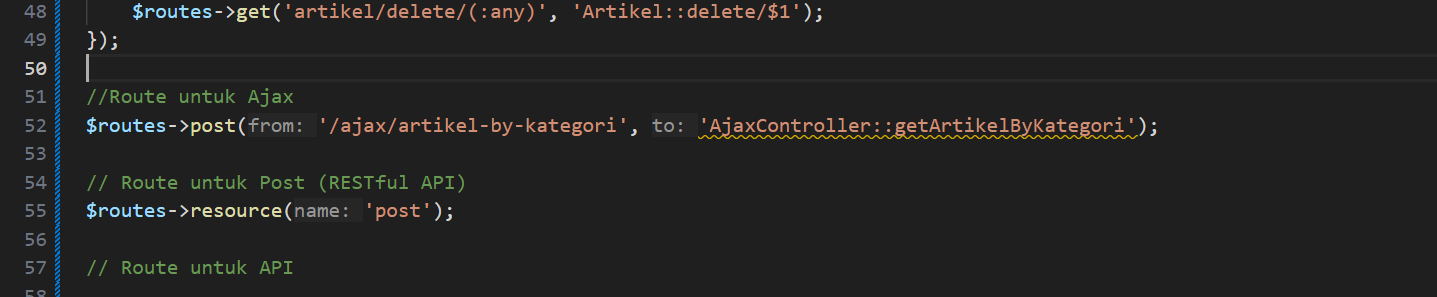 48 $routes->get('artikel/delete/(:any)', 'Artikel::delete/$1');
49 });
50
51 //Route untuk Ajax
52 $routes->post(from: '/ajax/artikel-by-kategori', to: 'AjaxController::getArtikelByKategori');
53
54 // Route untuk Post (RESTful API)
55 $routes->resource(name: 'post');
56
57 // Route untuk API
58